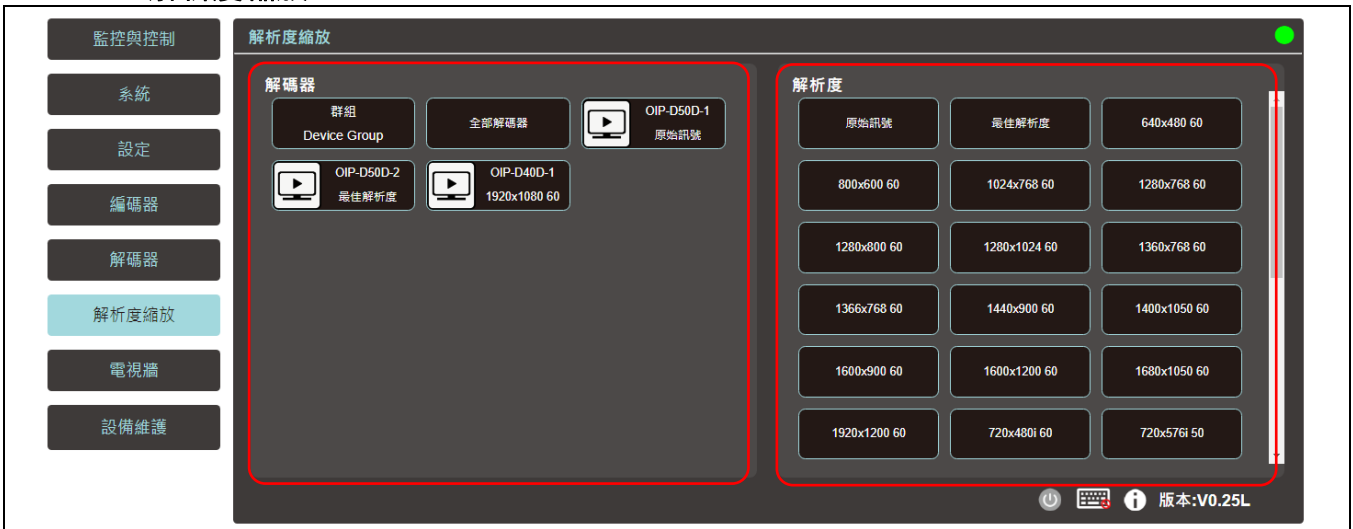 監控與控制
系統
設定
編碼器
解碼器
解析度縮放
電視牆
設備維護
解析度縮放
解碼器
群組
Device Group
全部解碼器
OIP-D50D-1
原始訊號
OIP-D50D-2
最佳解析度
OIP-D40D-1
1920x1080 60
解析度
原始訊號 最佳解析度 640x480 60
800x600 60 1024x768 60 1280x768 60
1280x800 60 1280x1024 60 1360x768 60
1366x768 60 1440x900 60 1400x1050 60
1600x900 60 1600x1200 60 1680x1050 60
1920x1200 60 720x480i 60 720x576i 50
版本:V0.25L